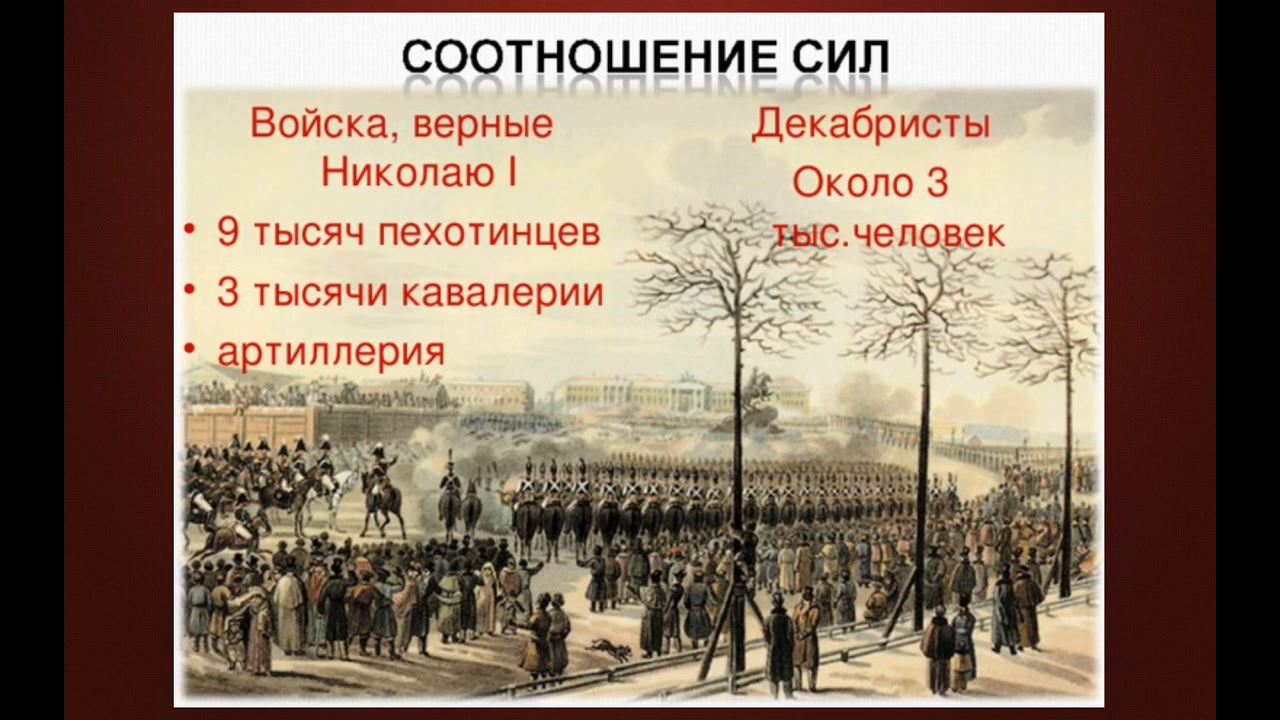 СООТНОШЕНИЕ СИЛ
Войска, верные
Николаю I
• 9 тысяч пехотинцев
• 3 тысячи кавалерии
• артиллерия
Декабристы
Около 3
тыс.человек